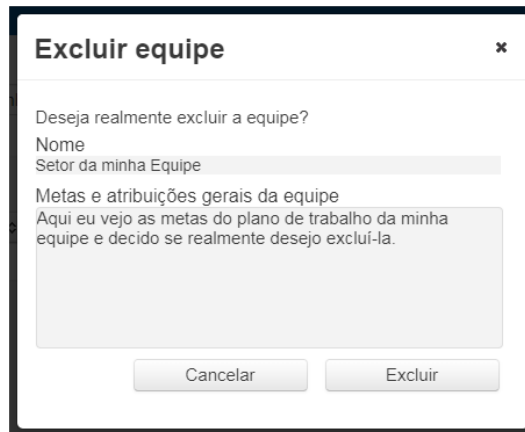 Excluir equipe
Deseja realmente excluir a equipe?
Nome
Setor da minha Equipe
Metas e atribuições gerais da equipe
Aqui eu vejo as metas do plano de trabalho da minha
equipe e decido se realmente desejo excluí-la.
Cancelar
Excluir